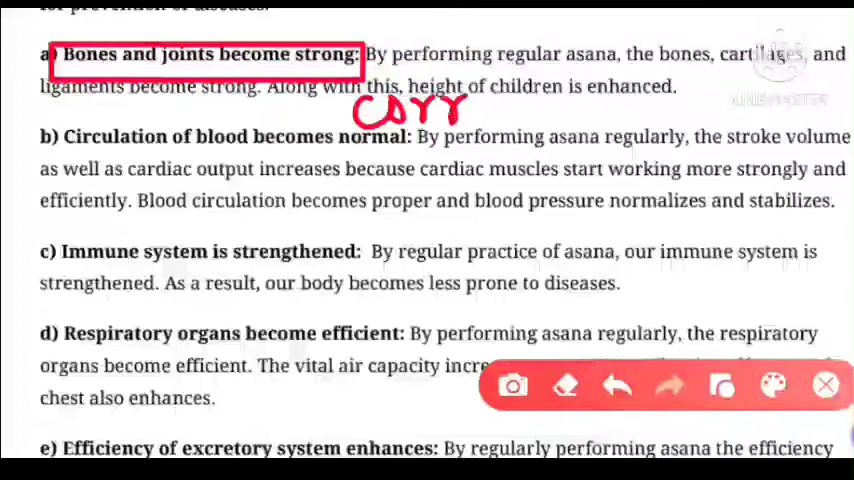 for prevention of diseases.
a) Bones and joints become strong: By performing regular asana, the bones, cartilages, and
KINEMASTER
ligaments become strong. Along with this, height of children is enhanced.
corr
b) Circulation of blood becomes normal: By performing asana regularly, the stroke volume
as well as cardiac output increases because cardiac muscles start working more strongly and
efficiently. Blood circulation becomes proper and blood pressure normalizes and stabilizes.
c) Immune system is strengthened: By regular practice of asana, our immune system is
strengthened. As a result, our body becomes less prone to diseases.
d) Respiratory organs become efficient: By performing asana regularly, the respiratory
organs become efficient. The vital air capacity incre
chest also enhances.
e) Efficiency of excretory system enhances: By regularly performing asana the efficiency